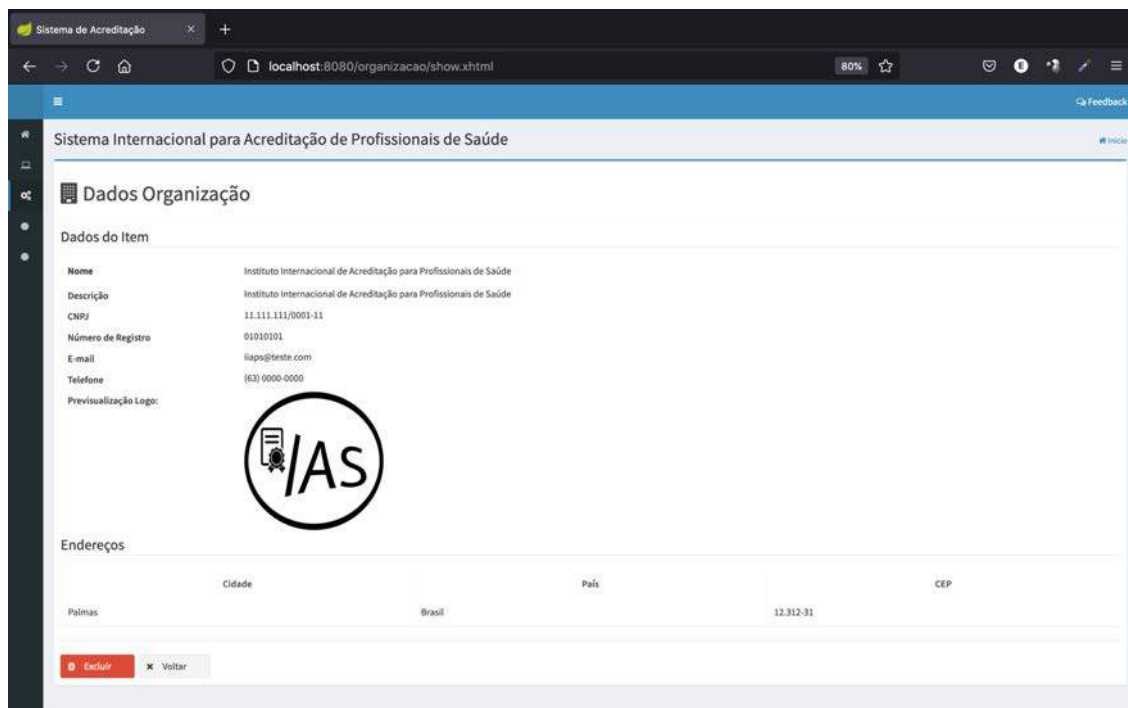 Sistema de Acreditação
localhost:8080/organizacao/show.xhtml
80%
Feedback
Sistema Internacional para Acreditação de Profissionais de Saúde
Inicio
Dados Organização
Dados do Item
Nome Instituto Internacional de Acreditação para Profissionais de Saúde
Descrição Instituto Internacional de Acreditação para Profissionais de Saúde
CNPJ 11.111.111/0001-11
Número de Registro 01010101
E-mail iiaps@teste.com
Telefone (63) 0000-0000
Previsualização Logo:
/AS
Endereços
Cidade País CEP
Palmas Brasil 12.312-31
Excluir Voltar